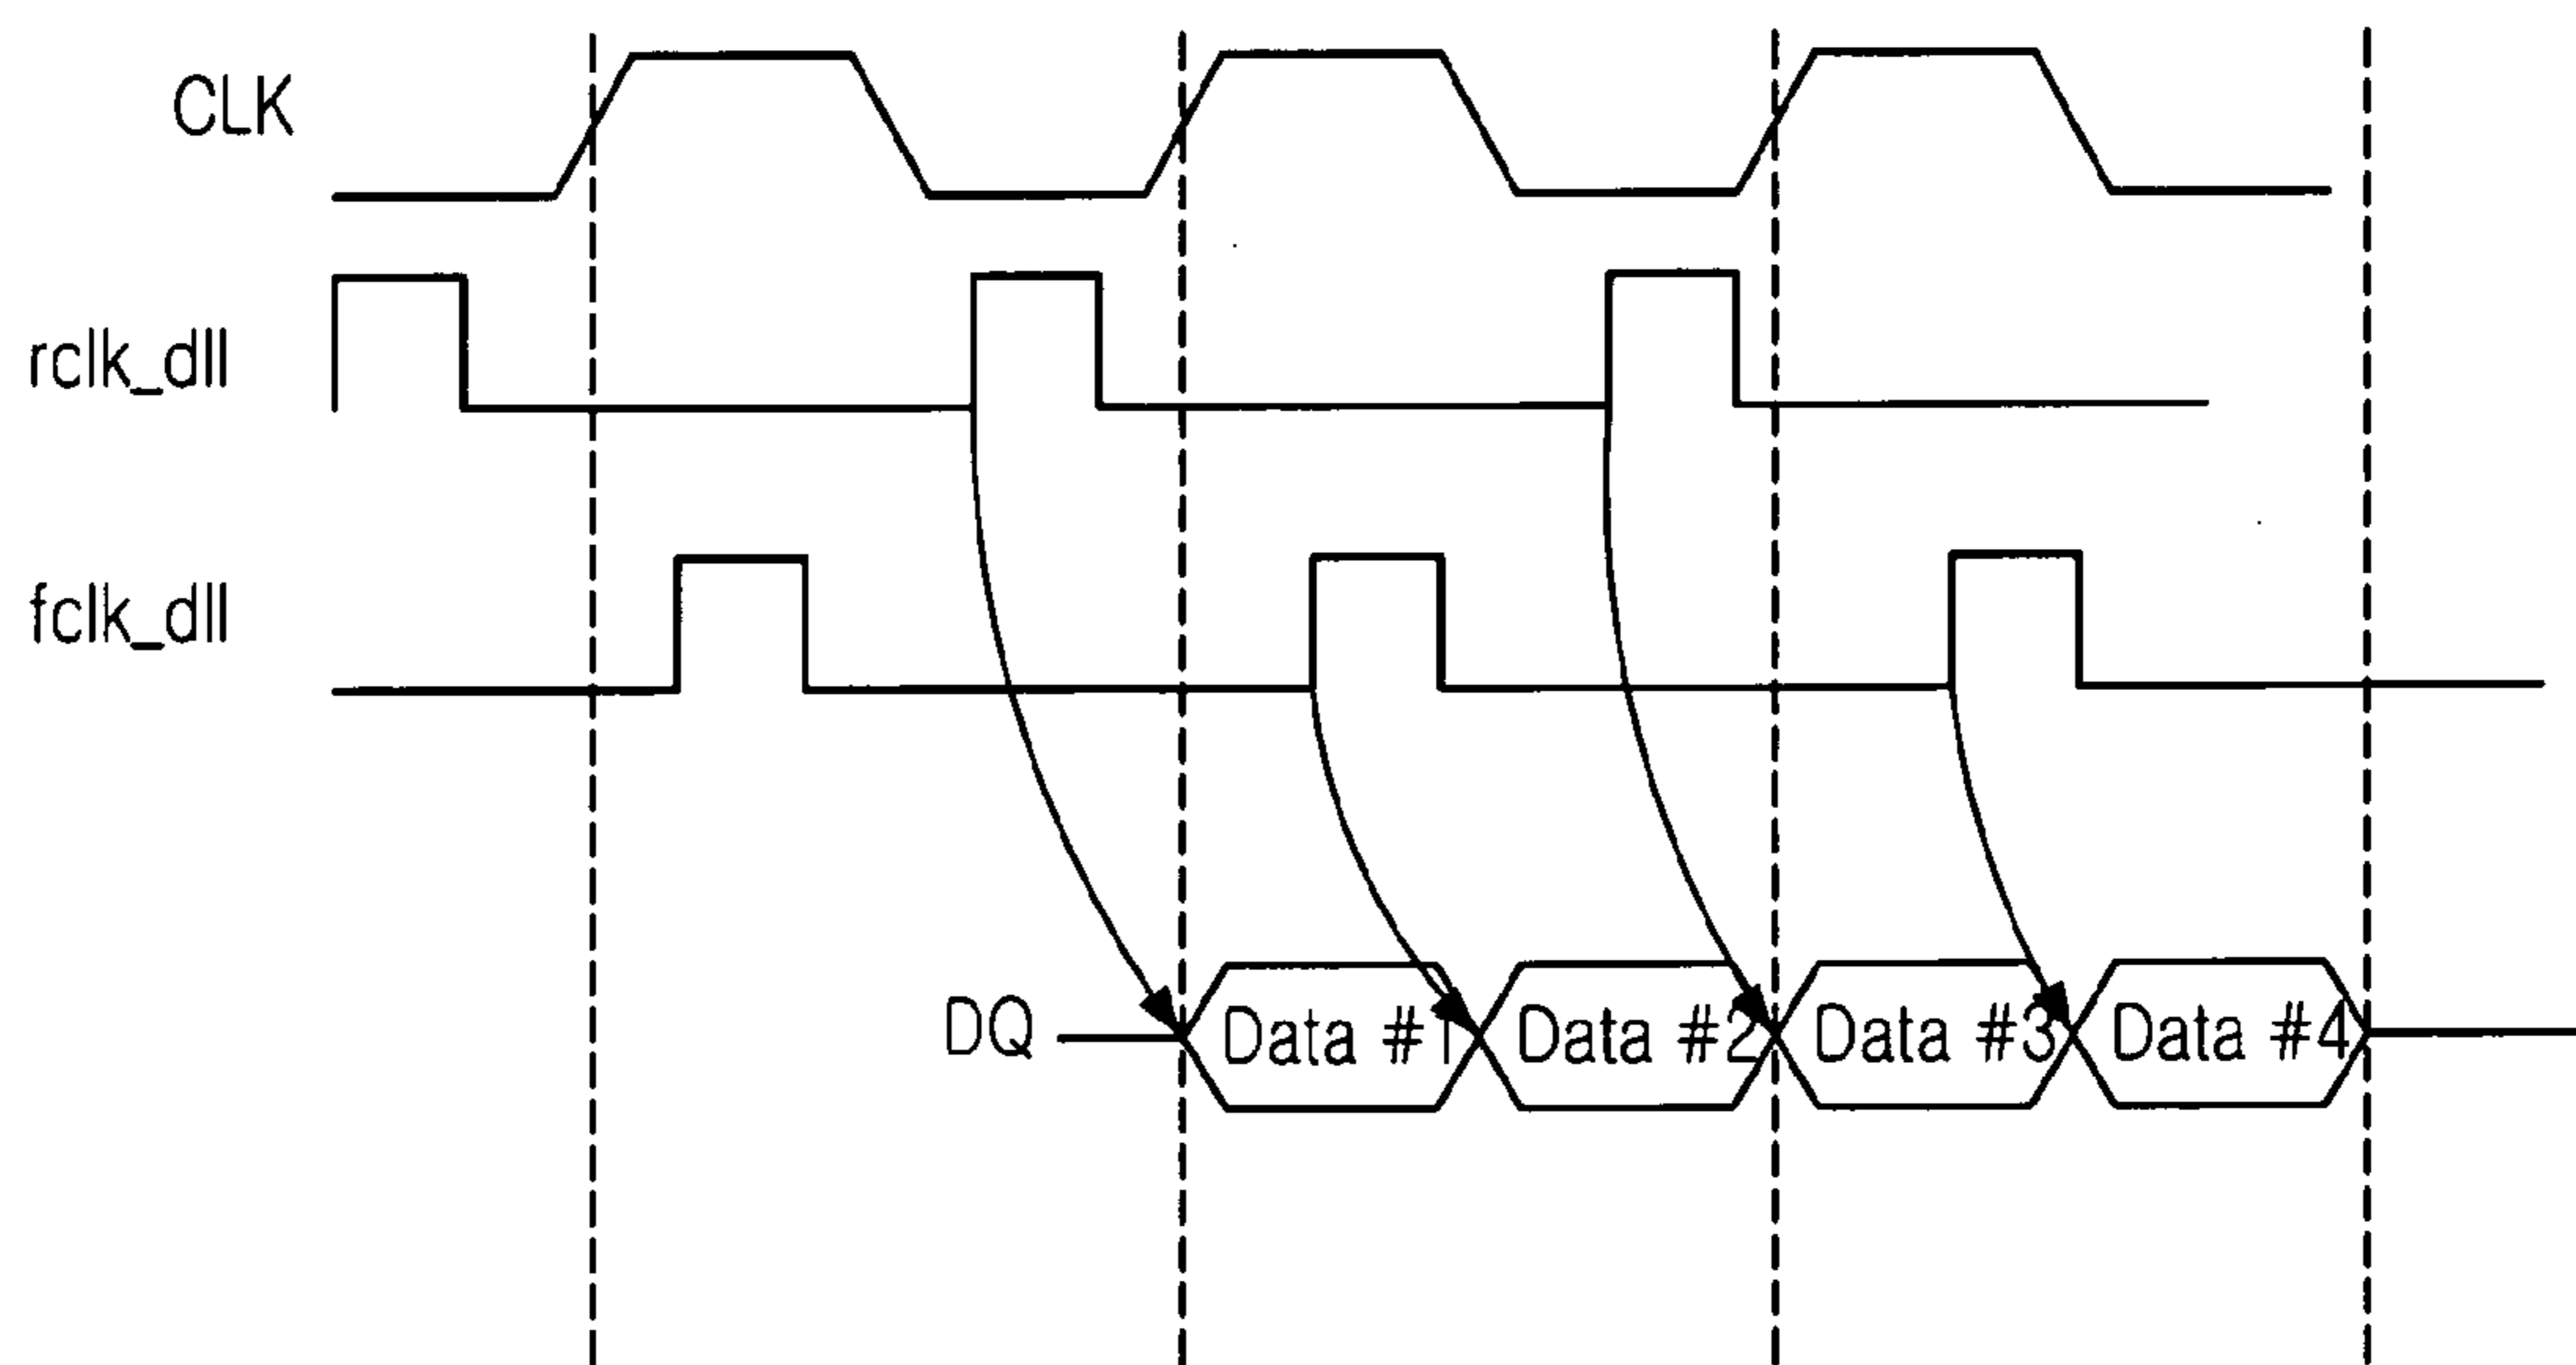 CLK
rclk_dll
fclk_dll
DQ Data #1 Data #2 Data #3 Data #4